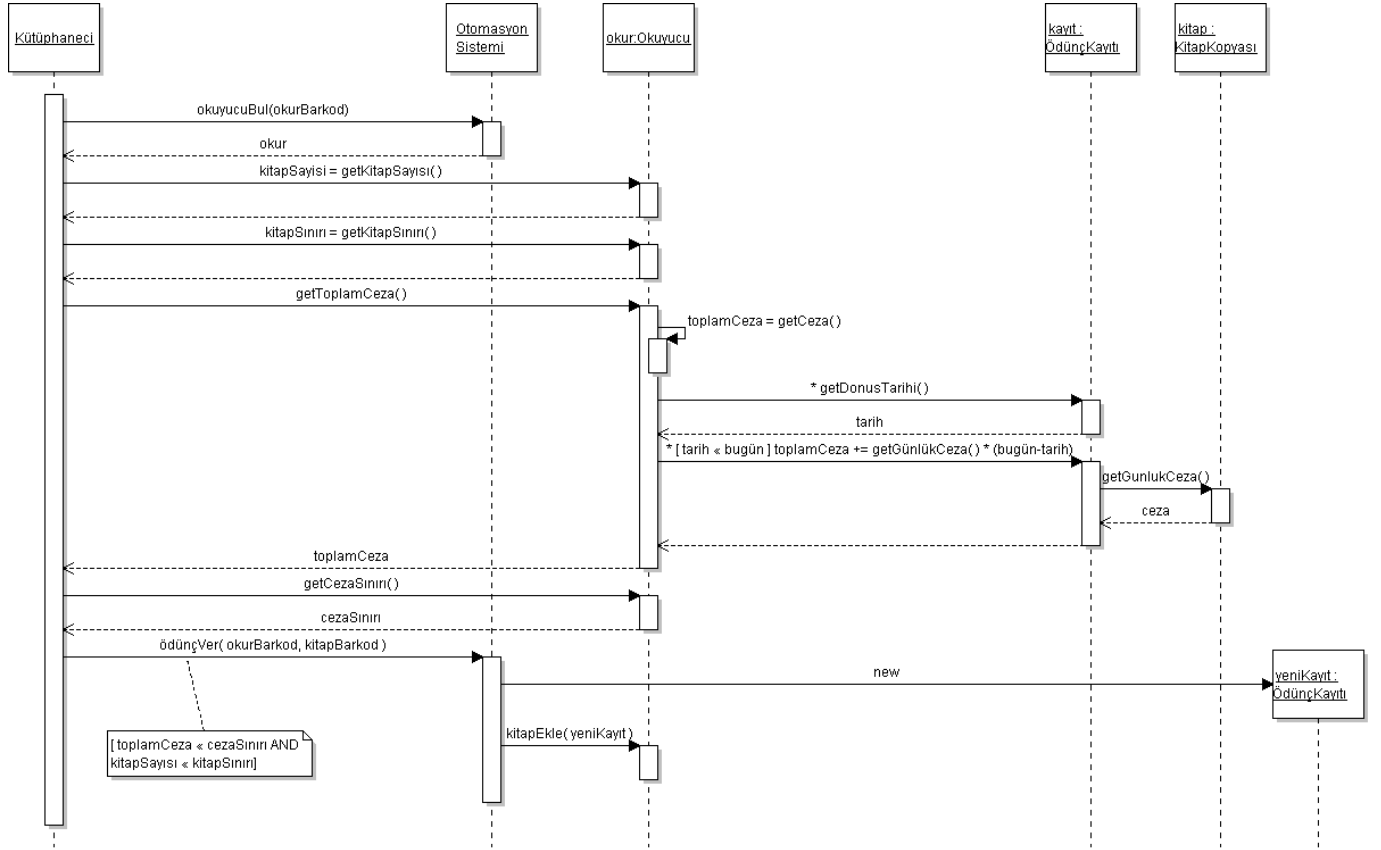 Kütüphaneci
Otomasyon
Sistemi
okur:Okuyucu
kayıt :
ÖdünçKayıtı
kitap :
KitapKopyası
okuyucuBul(okurBarkod)
okur
kitapSayisi = getKitapSayısı()
kitapSınırı = getKitapSınırı()
getToplamCeza()
toplamCeza = getCeza()
* getDonusTarihi()
tarih
* [ tarih « bugün ] toplamCeza += getGünlükCeza() * (bugün-tarih)
getGunlukCeza()
ceza
toplamCeza
getCezaSınırı()
cezaSınırı
ödünçVer( okurBarkod, kitapBarkod )
new
yeniKayıt :
ÖdünçKayıtı
kitapEkle( yeniKayıt )
[ toplamCeza « cezaSınırı AND
kitapSayısı « kitapSınırı]